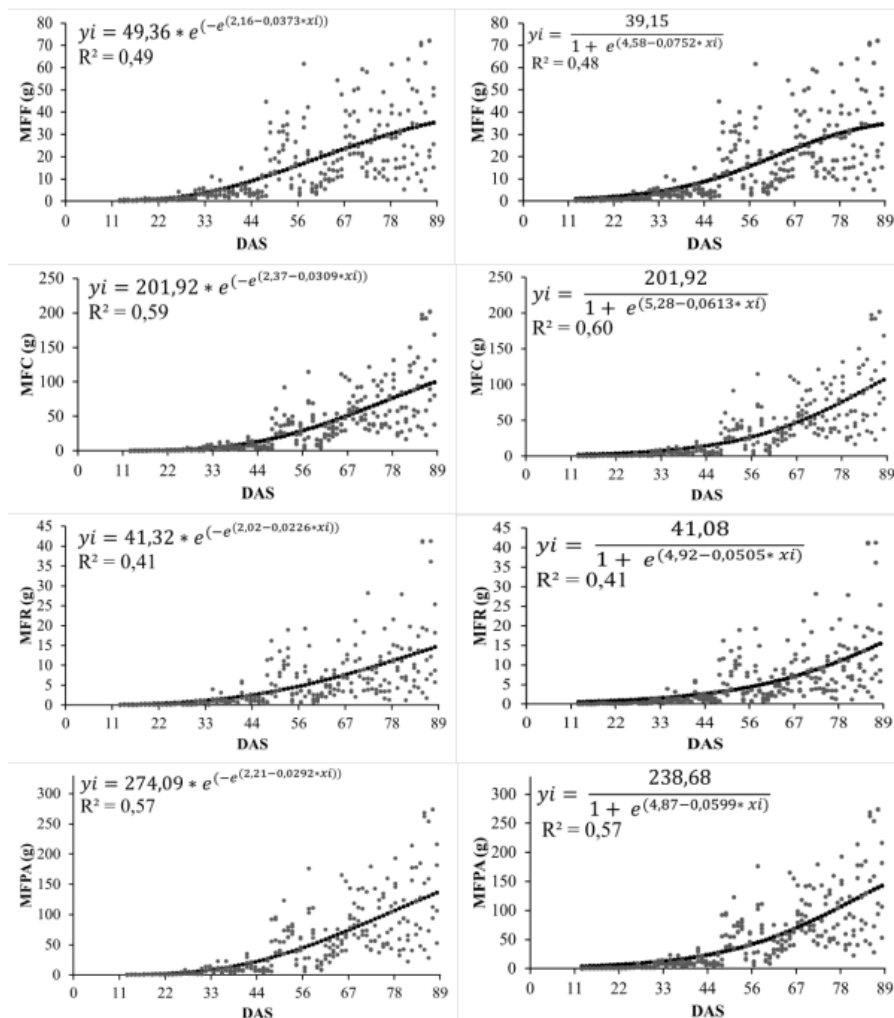 yi = 49,36 * e^(−e^(2,16−0,0373*xi))
R² = 0,49
MFF (g)
80
70
60
50
40
30
20
10
0
0 11 22 33 44 56 67 78 89
DAS
yi = 39,15 / (1 + e^(4,58−0,0752* xi))
R² = 0,48
MFF (g)
80
70
60
50
40
30
20
10
0
0 11 22 33 44 56 67 78 89
DAS
yi = 201,92 * e^(−e^(2,37−0,0309*xi))
R² = 0,59
MFC (g)
250
200
150
100
50
0
0 11 22 33 44 56 67 78 89
DAS
yi = 201,92 / (1 + e^(5,28−0,0613* xi))
R² = 0,60
MFC (g)
250
200
150
100
50
0
0 11 22 33 44 56 67 78 89
DAS
yi = 41,32 * e^(−e^(2,02−0,0226*xi))
R² = 0,41
MFR (g)
45
40
35
30
25
20
15
10
5
0
0 11 22 33 44 56 67 78 89
DAS
yi = 41,08 / (1 + e^(4,92−0,0505* xi))
R² = 0,41
MFR (g)
45
40
35
30
25
20
15
10
5
0
0 11 22 33 44 56 67 78 89
DAS
yi = 274,09 * e^(−e^(2,21−0,0292*xi))
R² = 0,57
MFPA (g)
300
250
200
150
100
50
0
0 11 22 33 44 56 67 78 89
DAS
yi = 238,68 / (1 + e^(4,87−0,0599* xi))
R² = 0,57
MFPA (g)
300
250
200
150
100
50
0
0 11 22 33 44 56 67 78 89
DAS